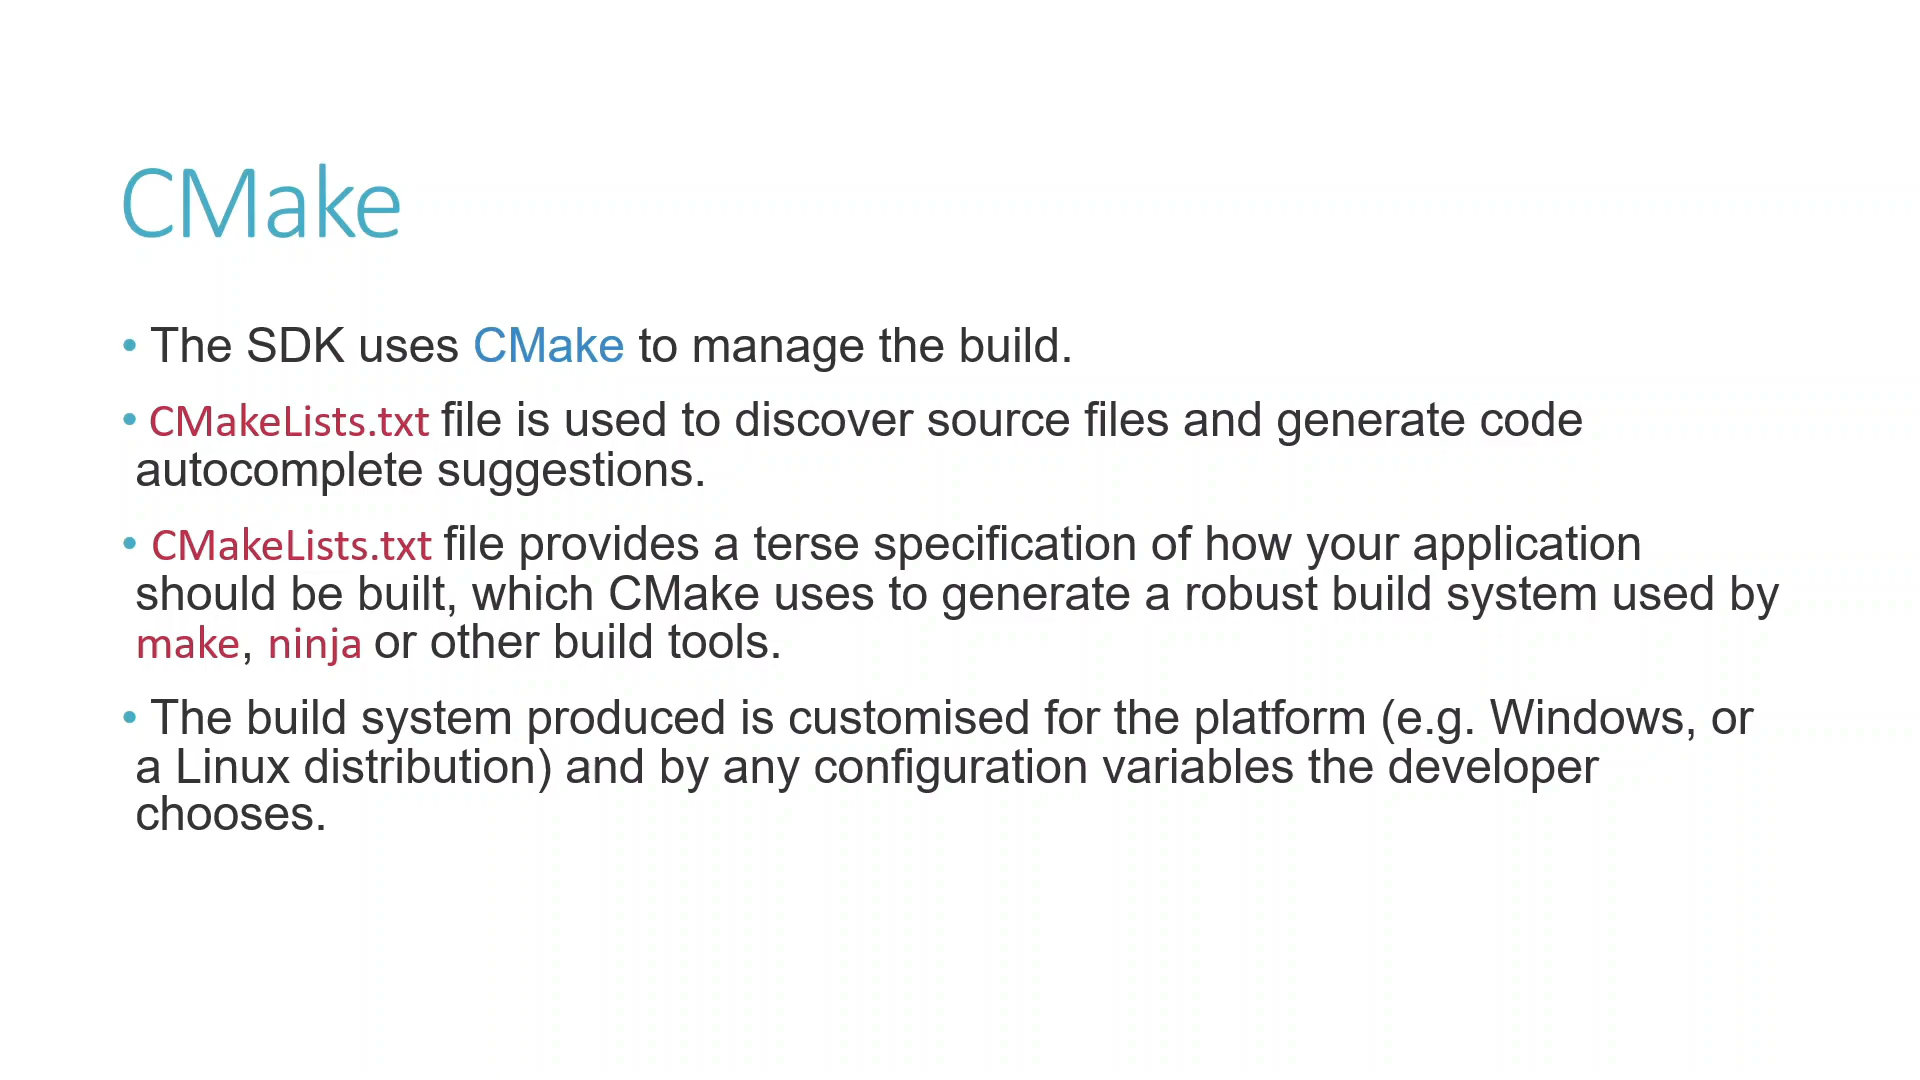 CMake
• The SDK uses CMake to manage the build.
• CMakeLists.txt file is used to discover source files and generate code
autocomplete suggestions.
• CMakeLists.txt file provides a terse specification of how your application
should be built, which CMake uses to generate a robust build system used by
make, ninja or other build tools.
• The build system produced is customised for the platform (e.g. Windows, or
a Linux distribution) and by any configuration variables the developer
chooses.